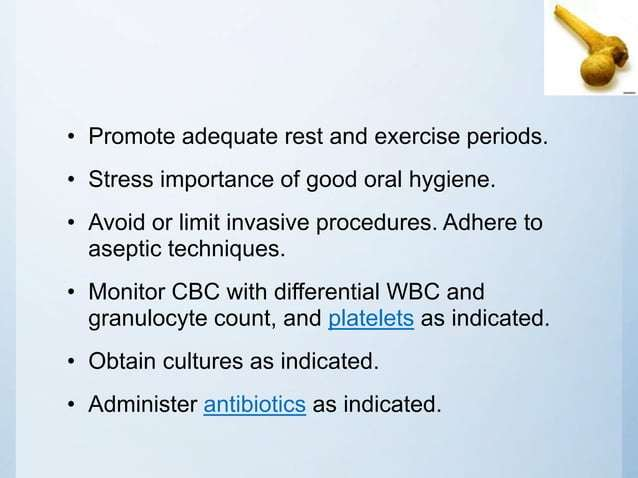 • Promote adequate rest and exercise periods.
• Stress importance of good oral hygiene.
• Avoid or limit invasive procedures. Adhere to
aseptic techniques.
• Monitor CBC with differential WBC and
granulocyte count, and platelets as indicated.
• Obtain cultures as indicated.
• Administer antibiotics as indicated.